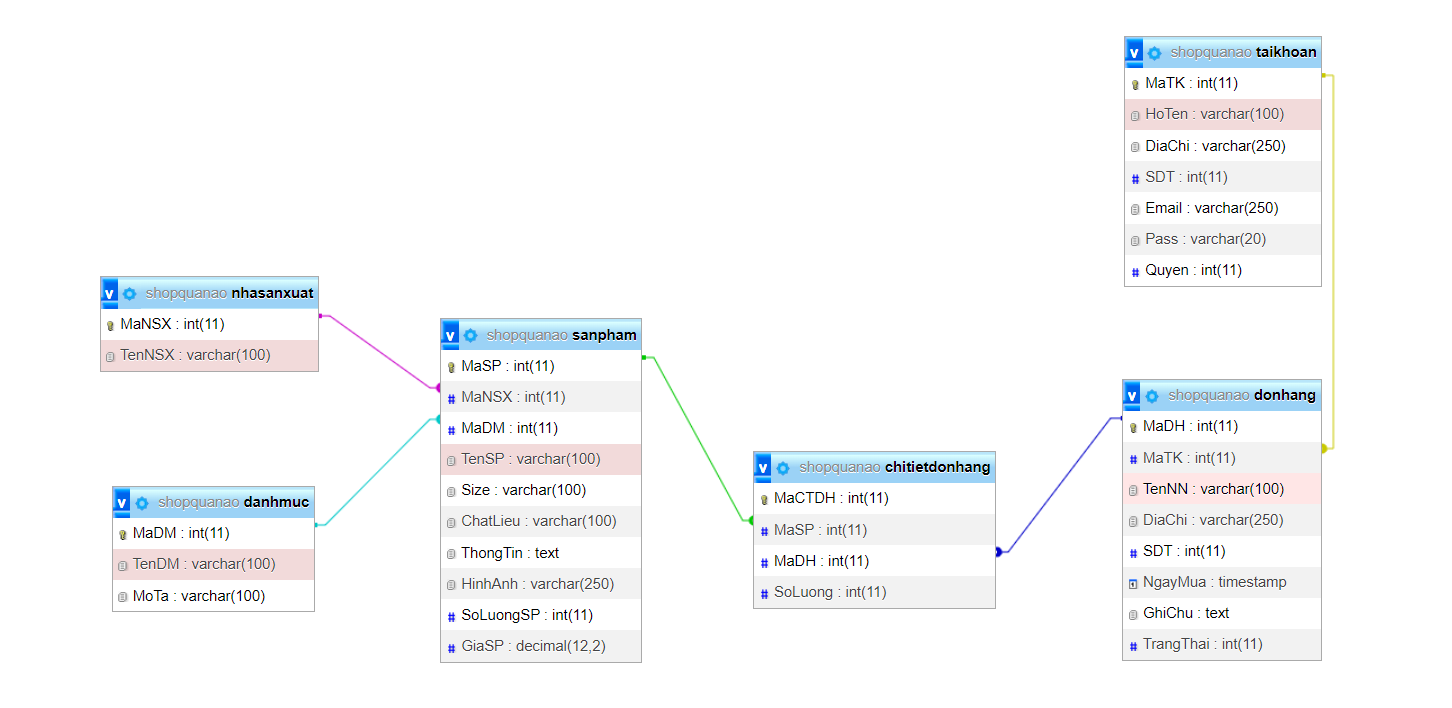 v shopquanao taikhoan
MaTK : int(11)
HoTen : varchar(100)
DiaChi : varchar(250)
# SDT : int(11)
Email : varchar(250)
Pass : varchar(20)
# Quyen : int(11)
v shopquanao nhasanxuat
MaNSX : int(11)
TenNSX : varchar(100)
v shopquanao sanpham
MaSP : int(11)
# MaNSX : int(11)
# MaDM : int(11)
TenSP : varchar(100)
Size : varchar(100)
ChatLieu : varchar(100)
ThongTin : text
HinhAnh : varchar(250)
# SoLuongSP : int(11)
# GiaSP : decimal(12,2)
v shopquanao danhmuc
MaDM : int(11)
TenDM : varchar(100)
MoTa : varchar(100)
v shopquanao chitietdonhang
MaCTDH : int(11)
# MaSP : int(11)
# MaDH : int(11)
# SoLuong : int(11)
v shopquanao donhang
MaDH : int(11)
# MaTK : int(11)
TenNN : varchar(100)
DiaChi : varchar(250)
# SDT : int(11)
NgayMua : timestamp
GhiChu : text
# TrangThai : int(11)